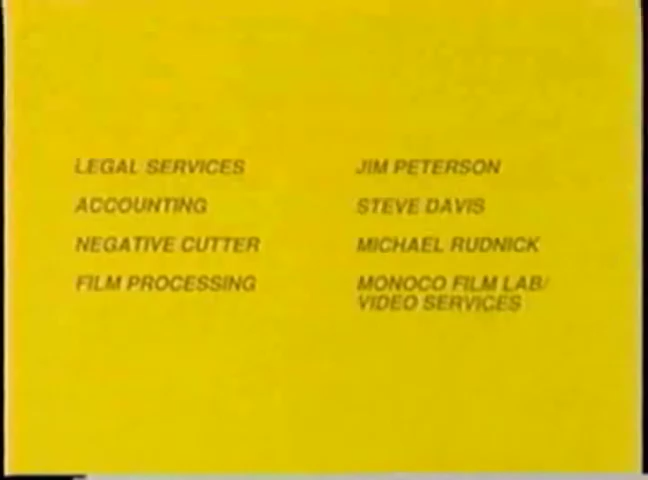 LEGAL SERVICES JIM PETERSON
ACCOUNTING STEVE DAVIS
NEGATIVE CUTTER MICHAEL RUDNICK
FILM PROCESSING MONOCO FILM LAB/
VIDEO SERVICES